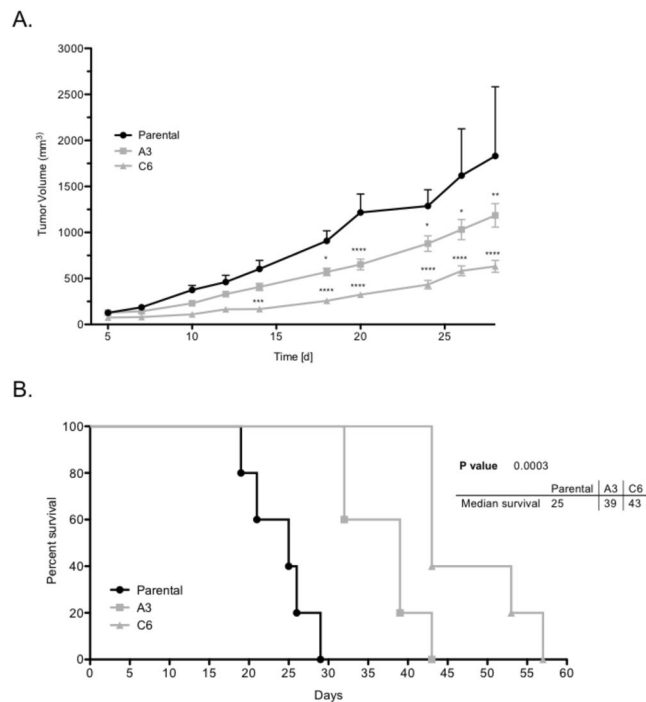 A.
3000
2500
2000
1500
1000
500
0
Tumor Volume (mm³)
Parental
A3
C6
***
*
****
****
****
*
****
*
****
**
****
5 10 15 20 25
Time [d]
B.
100
80
60
40
20
0
Percent survival
Parental
A3
C6
P value 0.0003
Parental A3 C6
Median survival 25 39 43
0 5 10 15 20 25 30 35 40 45 50 55 60
Days